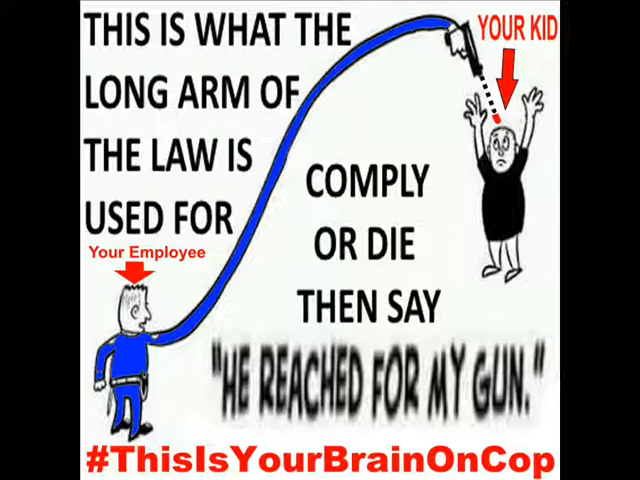 THIS IS WHAT THE
LONG ARM OF
THE LAW IS
USED FOR
YOUR KID
Your Employee
COMPLY
OR DIE
THEN SAY
"HE REACHED FOR MY GUN."
#ThisIsYourBrainOnCop